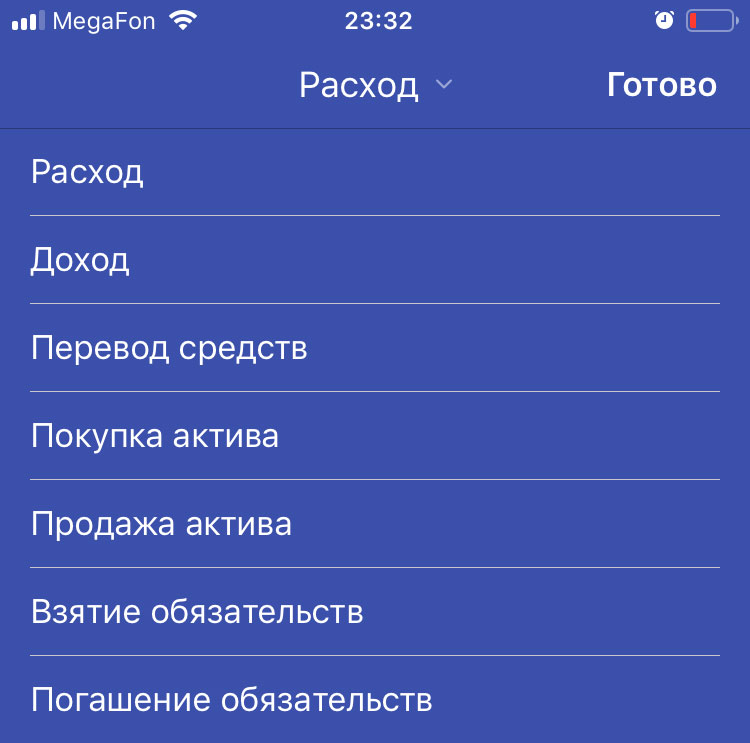 MegaFon 23:32
Расход Готово
Расход
Доход
Перевод средств
Покупка актива
Продажа актива
Взятие обязательств
Погашение обязательств